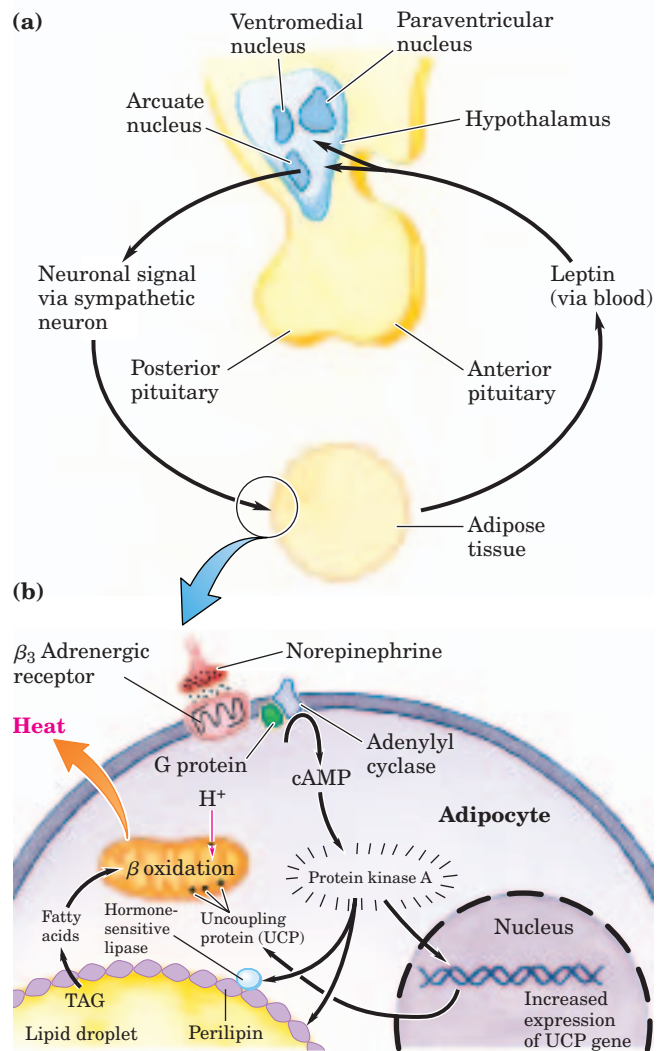 (a)
Ventromedial
nucleus
Paraventricular
nucleus
Arcuate
nucleus
Hypothalamus
Neuronal signal
via sympathetic
neuron
Leptin
(via blood)
Posterior
pituitary
Anterior
pituitary
Adipose
tissue
(b)
β3 Adrenergic
receptor
Norepinephrine
Heat
G protein
Adenylyl
cyclase
cAMP
H+
Adipocyte
β oxidation
Protein kinase A
Fatty
acids
Hormone-
sensitive
lipase
Uncoupling
protein (UCP)
Nucleus
TAG
Lipid droplet
Perilipin
Increased
expression
of UCP gene